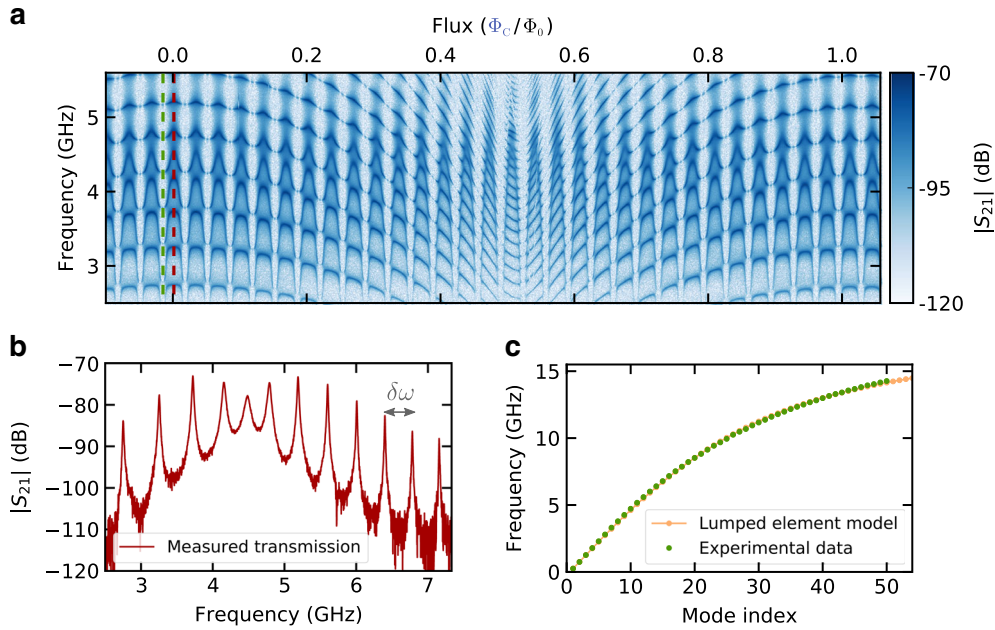 a
Flux (Φ_C/Φ_0)
0.0 0.2 0.4 0.6 0.8 1.0
Frequency (GHz)
5
4
3
-70
-95
-120
|S_21| (dB)
b
|S_21| (dB)
−70
−80
−90
−100
−110
−120
δω
Measured transmission
3 4 5 6 7
Frequency (GHz)
c
Frequency (GHz)
15
10
5
0
Lumped element model
Experimental data
0 10 20 30 40 50
Mode index